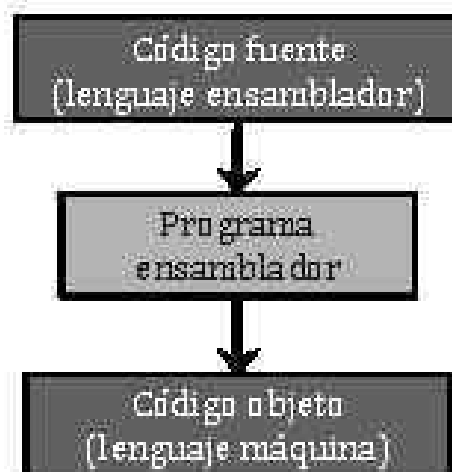 Código fuente
(lenguaje ensamblador)
Programa
ensamblador
Código objeto
(lenguaje máquina)